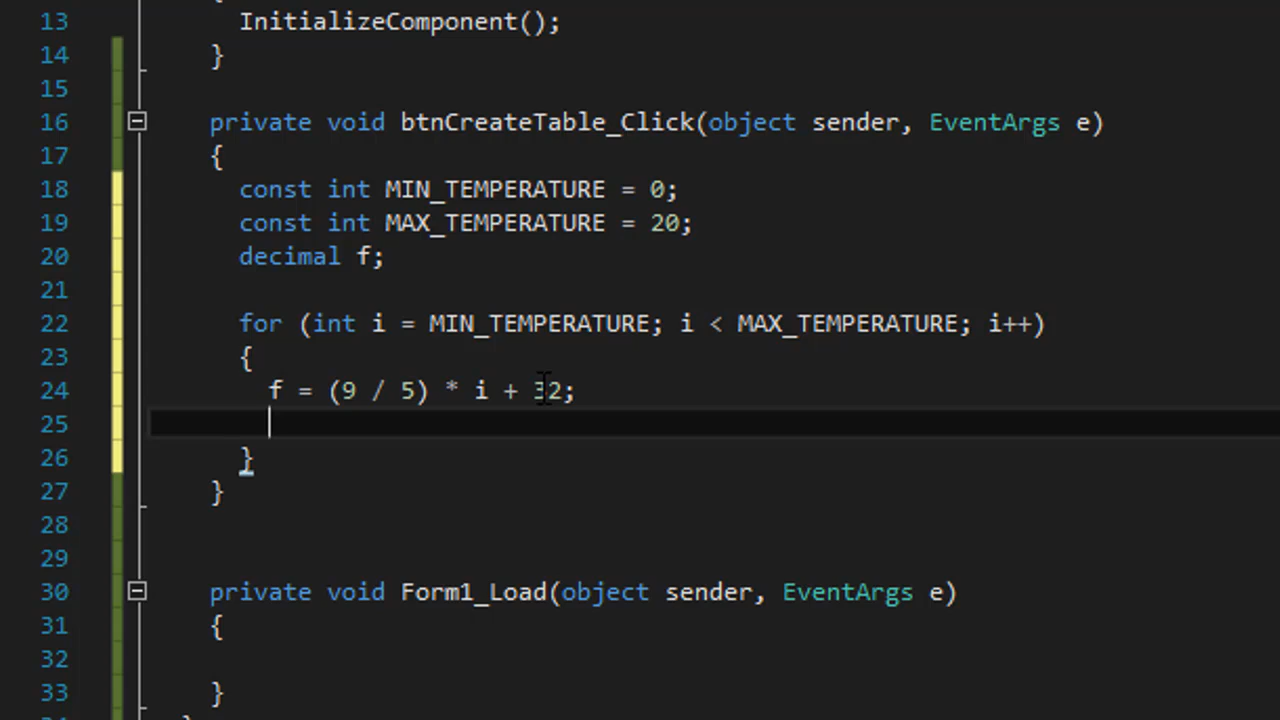 13 InitializeComponent();
14 }
15
16 private void btnCreateTable_Click(object sender, EventArgs e)
17 {
18 const int MIN_TEMPERATURE = 0;
19 const int MAX_TEMPERATURE = 20;
20 decimal f;
21
22 for (int i = MIN_TEMPERATURE; i < MAX_TEMPERATURE; i++)
23 {
24 f = (9 / 5) * i + 32;
25
26 }
27 }
28
29
30 private void Form1_Load(object sender, EventArgs e)
31 {
32
33 }